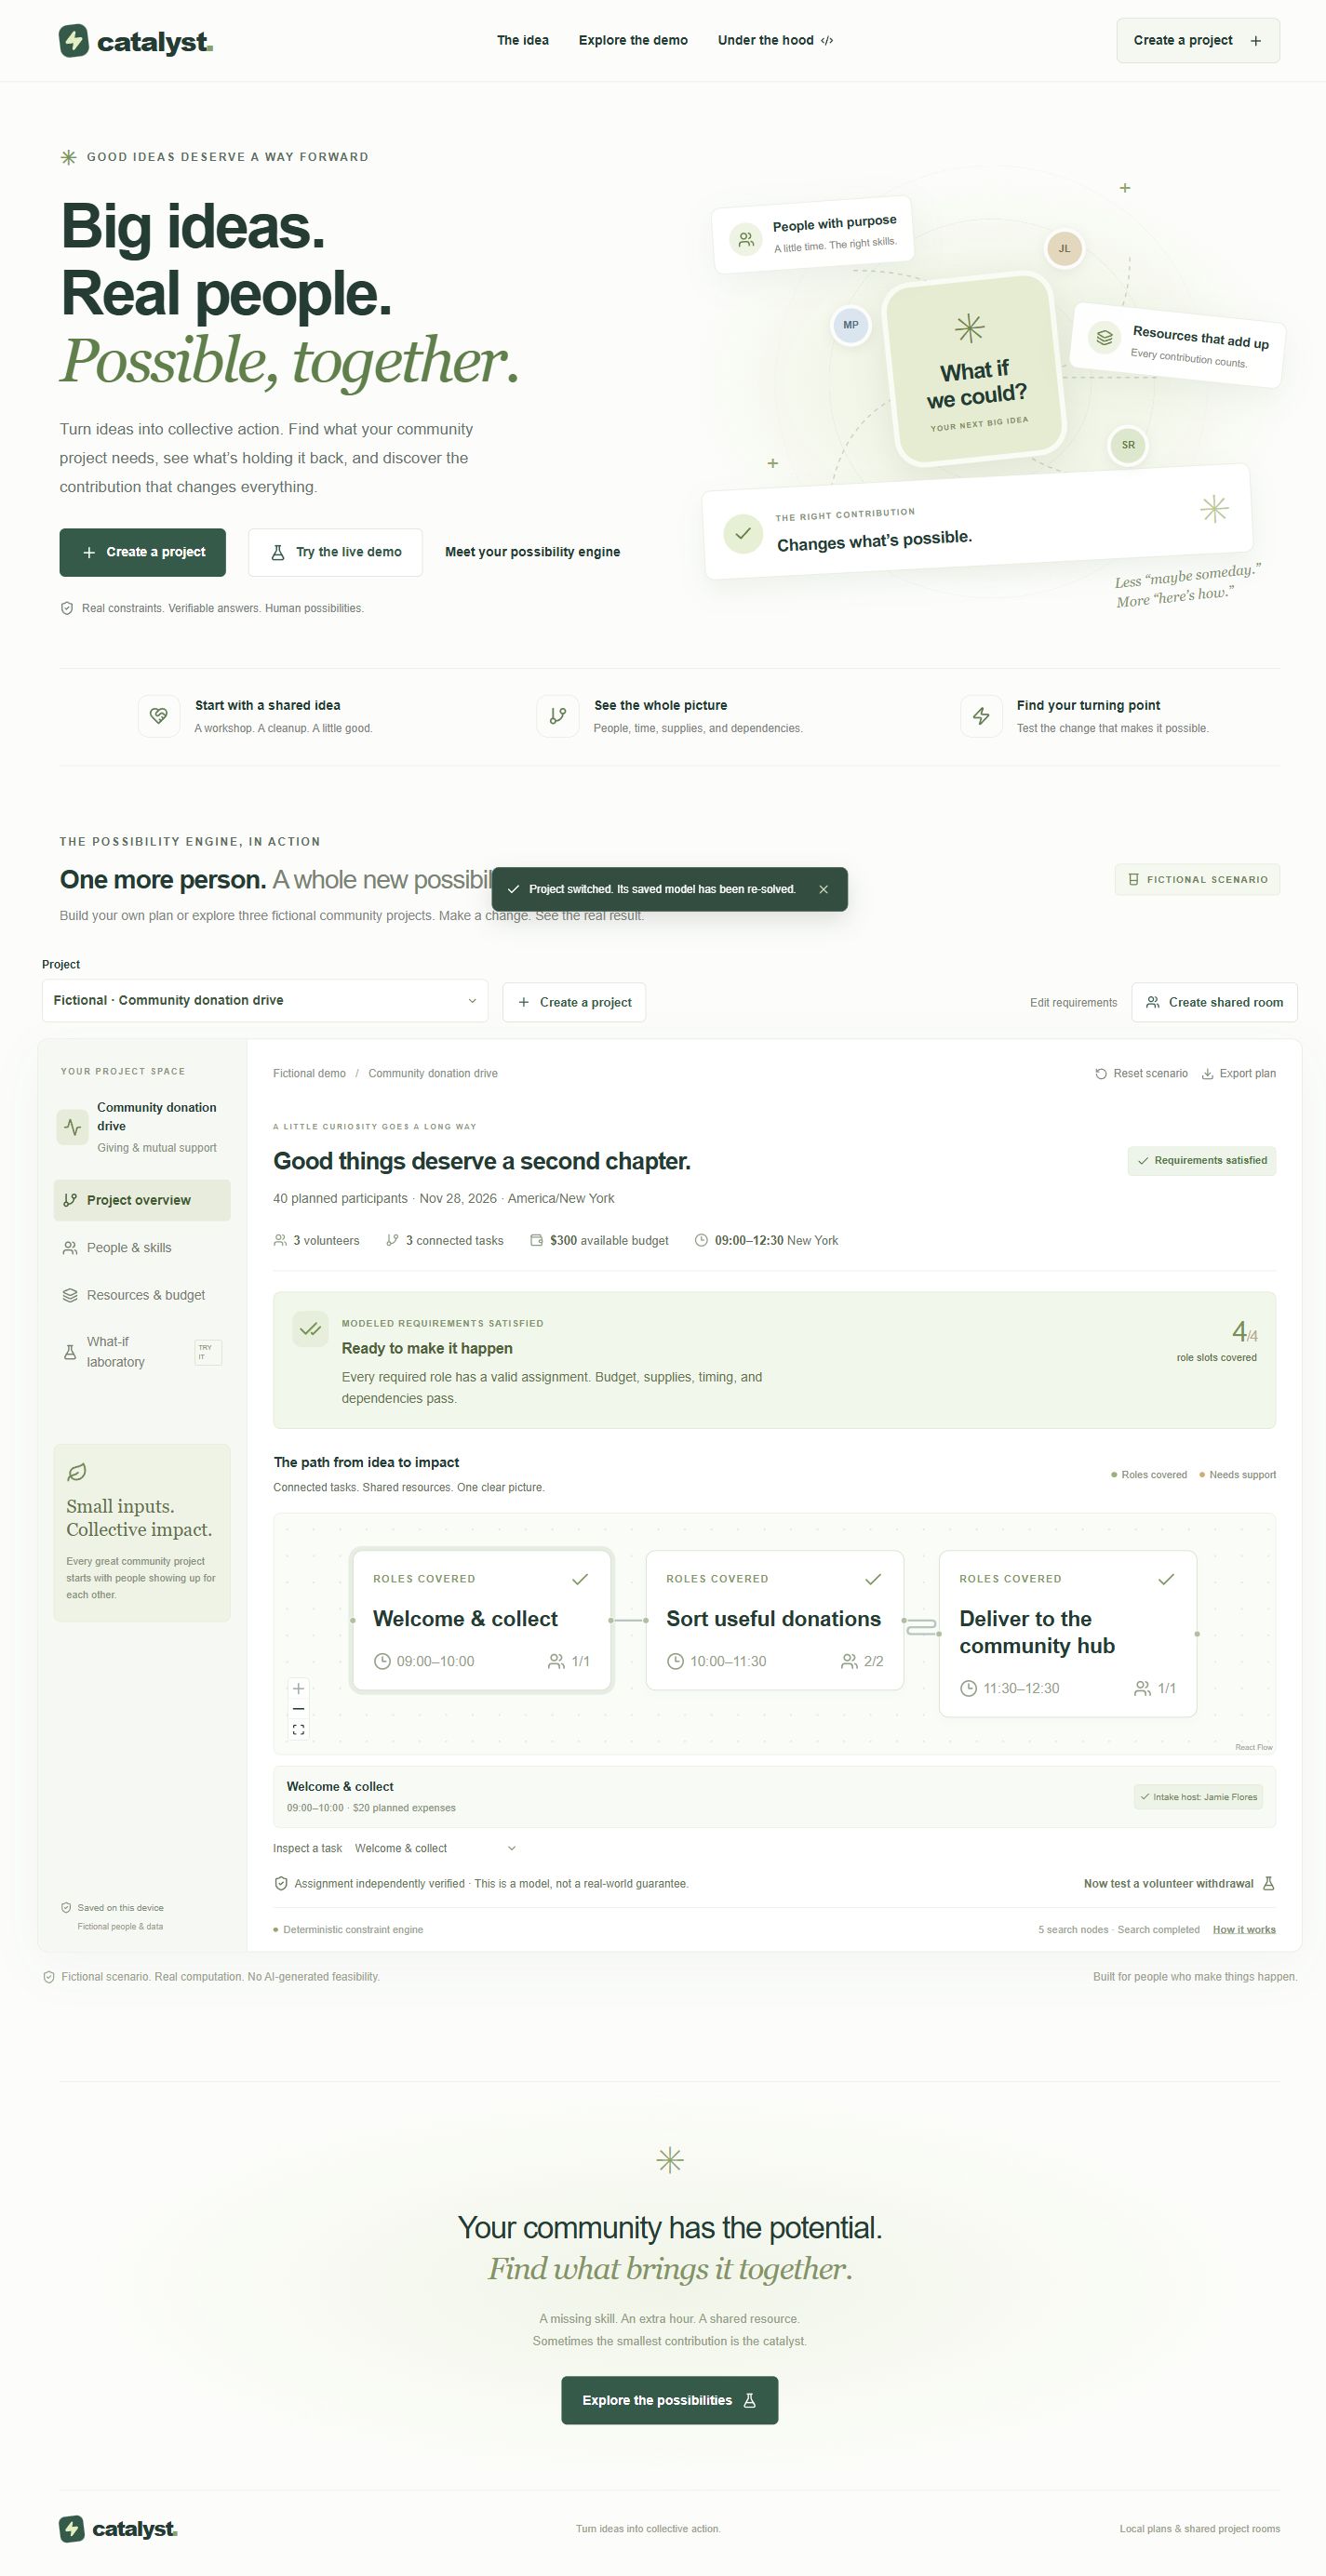 catalyst.
The idea
Explore the demo
Under the hood </>
Create a project +
GOOD IDEAS DESERVE A WAY FORWARD
Big ideas.
Real people.
Possible, together.
Turn ideas into collective action. Find what your community
project needs, see what’s holding it back, and discover the
contribution that changes everything.
+ Create a project
Try the live demo
Meet your possibility engine
Real constraints. Verifiable answers. Human possibilities.
People with purpose
A little time. The right skills.
JL
MP
Resources that add up
Every contribution counts.
What if
we could?
YOUR NEXT BIG IDEA
SR
THE RIGHT CONTRIBUTION
Changes what’s possible.
Less “maybe someday.”
More “here’s how.”
Start with a shared idea
A workshop. A cleanup. A little good.
See the whole picture
People, time, supplies, and dependencies.
Find your turning point
Test the change that makes it possible.
THE POSSIBILITY ENGINE, IN ACTION
One more person. A whole new possibil
Project switched. Its saved model has been re-solved.
FICTIONAL SCENARIO
Build your own plan or explore three fictional community projects. Make a change. See the real result.
Project
Fictional · Community donation drive
+ Create a project
Edit requirements
Create shared room
YOUR PROJECT SPACE
Community donation
drive
Giving & mutual support
Project overview
People & skills
Resources & budget
What-if
laboratory
TRY
IT
Small inputs.
Collective impact.
Every great community project
starts with people showing up for
each other.
Saved on this device
Fictional people & data
Fictional demo / Community donation drive
Reset scenario
Export plan
A LITTLE CURIOSITY GOES A LONG WAY
Good things deserve a second chapter.
Requirements satisfied
40 planned participants · Nov 28, 2026 · America/New York
3 volunteers
3 connected tasks
$300 available budget
09:00–12:30 New York
MODELED REQUIREMENTS SATISFIED
Ready to make it happen
Every required role has a valid assignment. Budget, supplies, timing, and
dependencies pass.
4/4
role slots covered
The path from idea to impact
Connected tasks. Shared resources. One clear picture.
Roles covered
Needs support
ROLES COVERED
Welcome & collect
09:00–10:00
1/1
ROLES COVERED
Sort useful donations
10:00–11:30
2/2
ROLES COVERED
Deliver to the
community hub
11:30–12:30
1/1
React Flow
Welcome & collect
09:00–10:00 · $20 planned expenses
Intake host: Jamie Flores
Inspect a task Welcome & collect
Assignment independently verified · This is a model, not a real-world guarantee.
Now test a volunteer withdrawal
Deterministic constraint engine
5 search nodes · Search completed
How it works
Fictional scenario. Real computation. No AI-generated feasibility.
Built for people who make things happen.
Your community has the potential.
Find what brings it together.
A missing skill. An extra hour. A shared resource.
Sometimes the smallest contribution is the catalyst.
Explore the possibilities
catalyst.
Turn ideas into collective action.
Local plans & shared project rooms